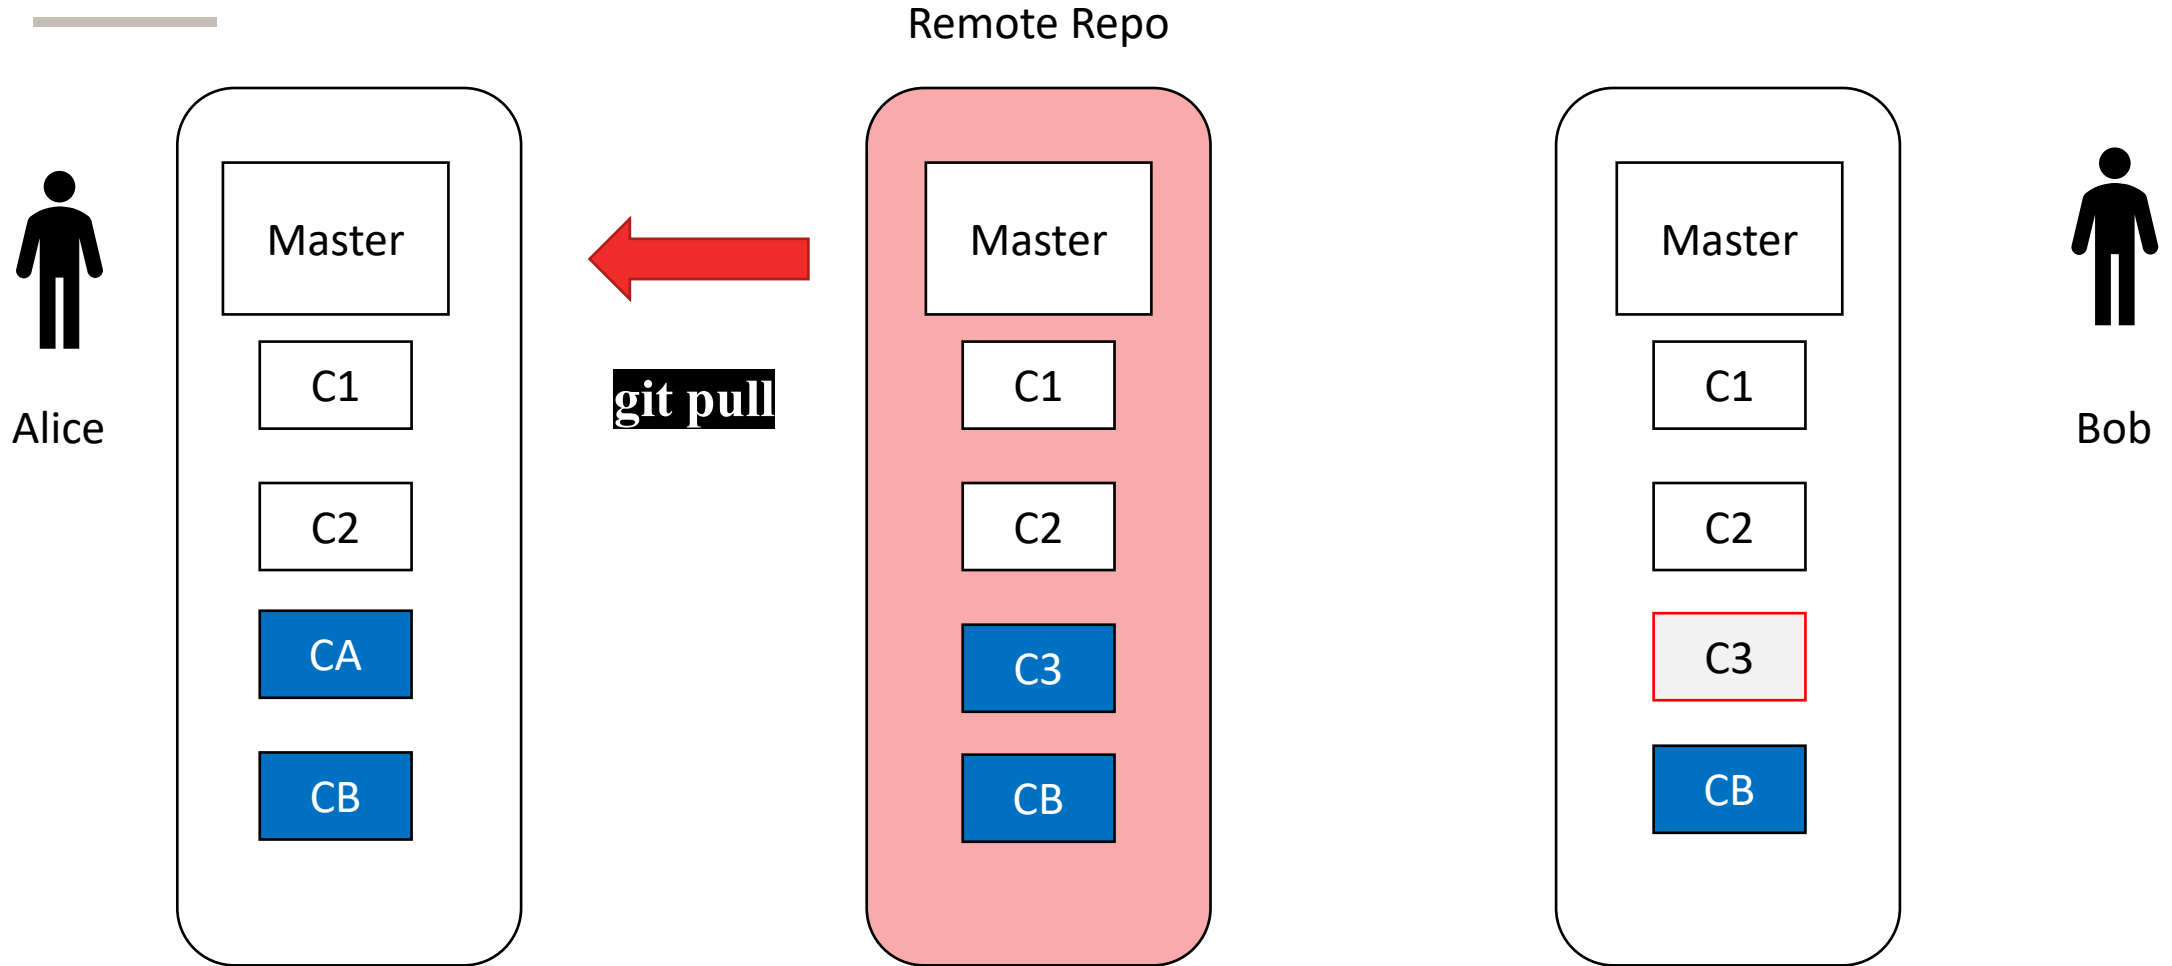 Remote Repo
Alice
Master
C1
C2
CA
CB
git pull
Master
C1
C2
C3
CB
Master
C1
C2
C3
CB
Bob